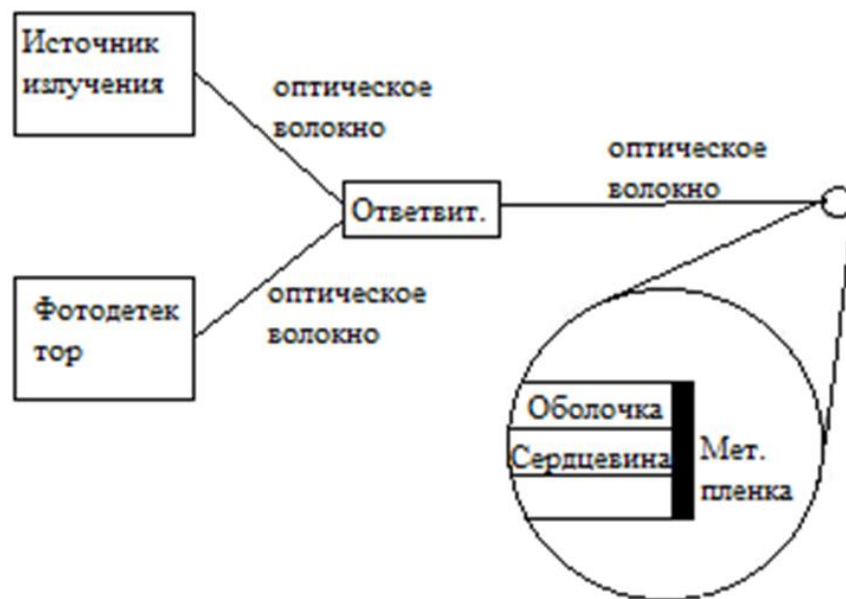 Источник
излучения
оптическое
волокно
оптическое
волокно
Ответвит.
Фотодетек
тор
оптическое
волокно
Оболочка
Сердцевина
Мет.
пленка